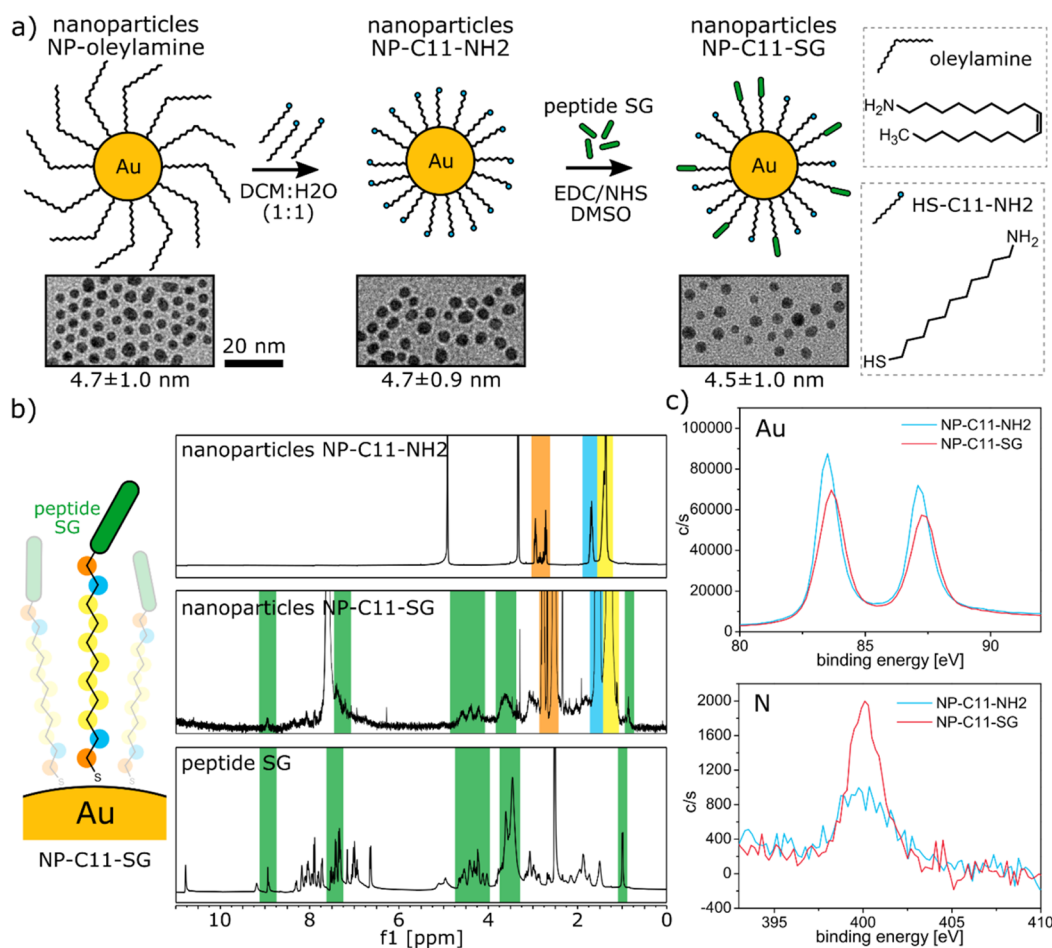 a)
nanoparticles
NP-oleylamine
nanoparticles
NP-C11-NH2
nanoparticles
NP-C11-SG
Au
DCM:H2O
(1:1)
Au
peptide SG
EDC/NHS
DMSO
Au
4.7±1.0 nm
20 nm
4.7±0.9 nm
4.5±1.0 nm
oleylamine
H2N
H3C
HS-C11-NH2
NH2
HS
b)
peptide
SG
S
S
S
Au
NP-C11-SG
nanoparticles NP-C11-NH2
nanoparticles NP-C11-SG
peptide SG
10 8 6 4 2 0
f1 [ppm]
c)
Au
NP-C11-NH2
NP-C11-SG
100000
80000
60000
40000
20000
0
c/s
80 85 90
binding energy [eV]
N
NP-C11-NH2
NP-C11-SG
2000
1600
1200
800
400
0
-400
c/s
395 400 405 410
binding energy [eV]